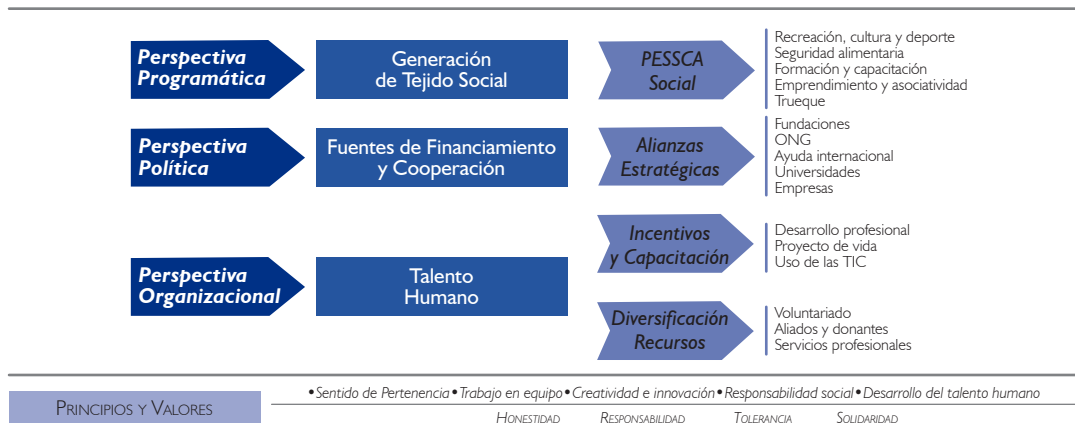 Perspectiva
Programática
Generación
de Tejido Social
PESSCA
Social
Recreación, cultura y deporte
Seguridad alimentaria
Formación y capacitación
Emprendimiento y asociatividad
Trueque
Perspectiva
Política
Fuentes de Financiamiento
y Cooperación
Alianzas
Estratégicas
Fundaciones
ONG
Ayuda internacional
Universidades
Empresas
Perspectiva
Organizacional
Talento
Humano
Incentivos
y Capacitación
Desarrollo profesional
Proyecto de vida
Uso de las TIC
Diversificación
Recursos
Voluntariado
Aliados y donantes
Servicios profesionales
Principios y Valores
•Sentido de Pertenencia •Trabajo en equipo •Creatividad e innovación •Responsabilidad social •Desarrollo del talento humano
Honestidad Responsabilidad Tolerancia Solidaridad